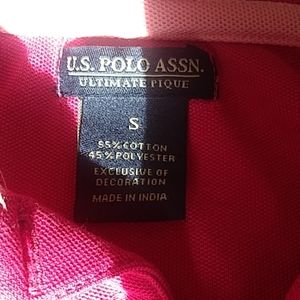 U.S. POLO ASSN.
ULTIMATE PIQUE
S
55% COTTON
45% POLYESTER
EXCLUSIVE OF
DECORATION
MADE IN INDIA